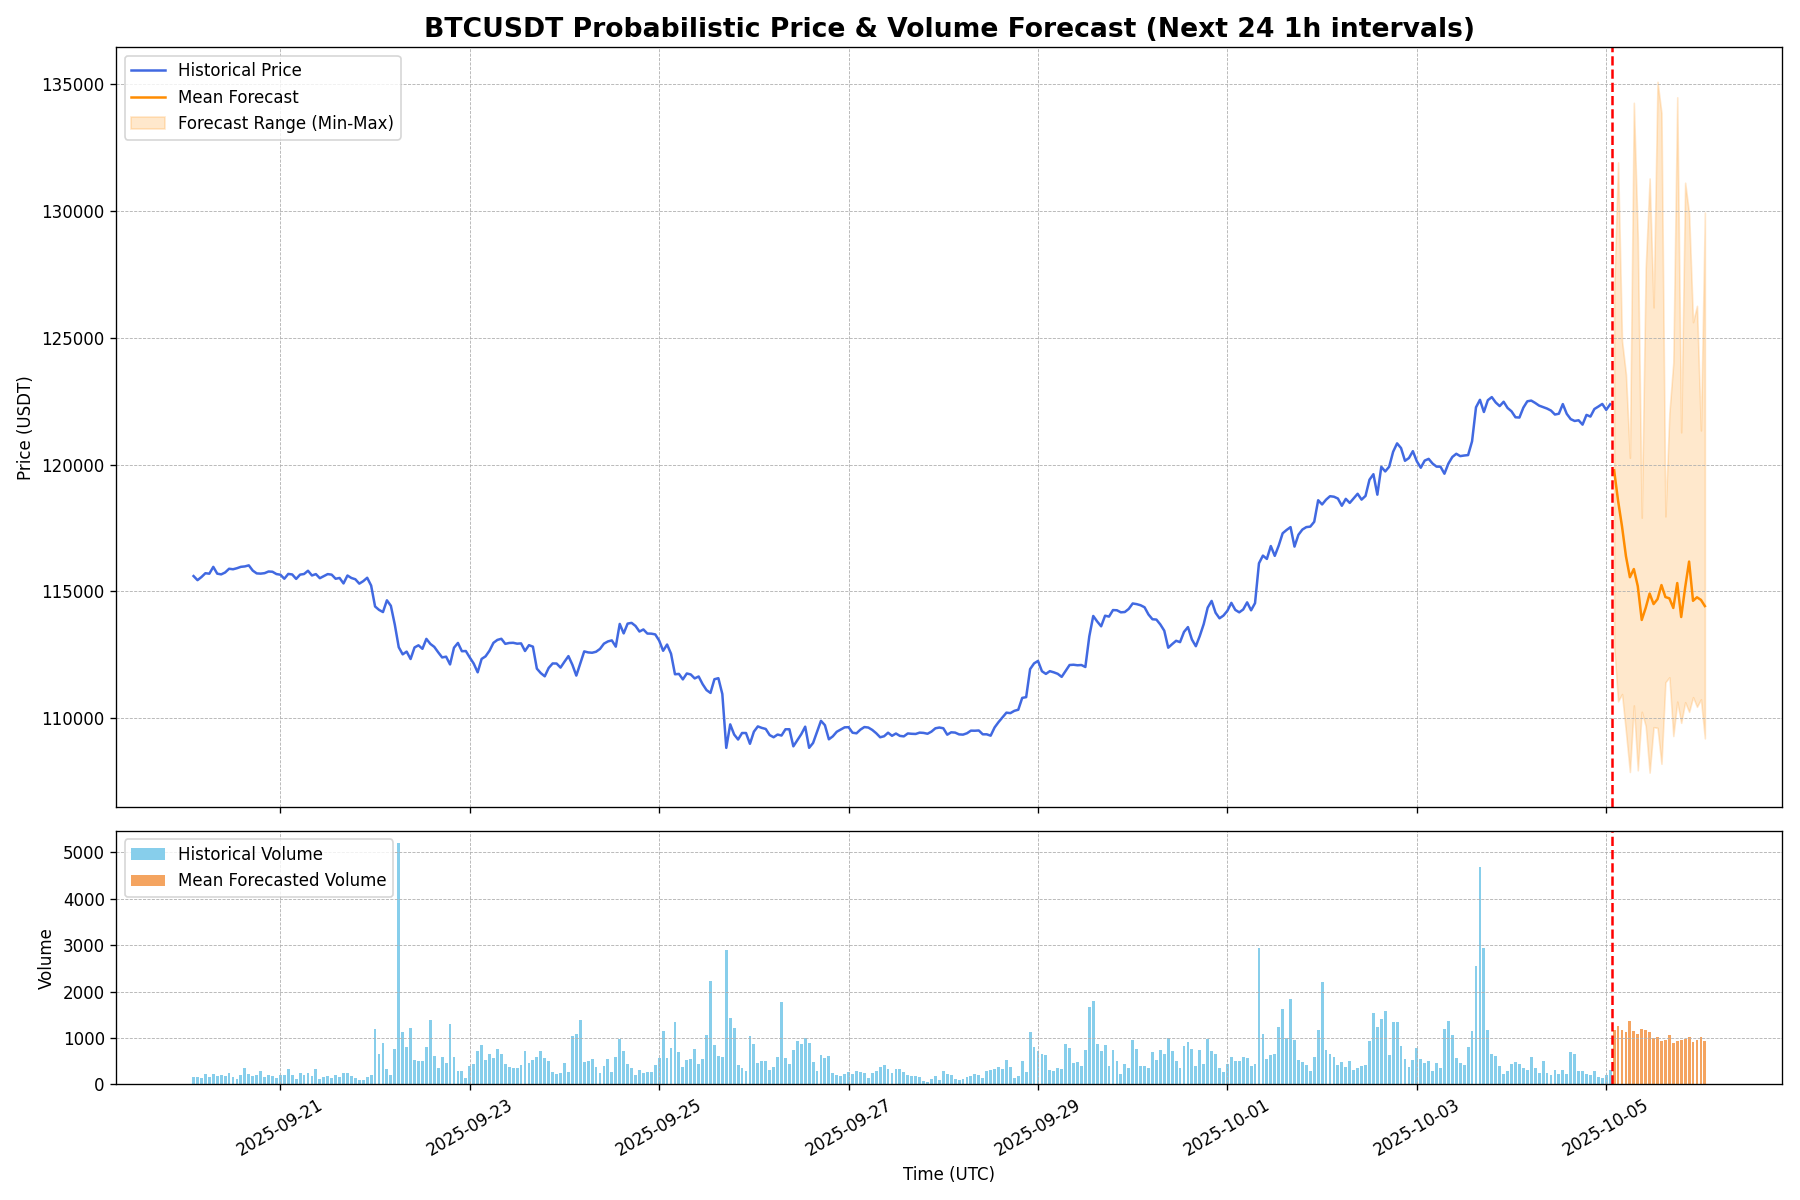 BTCUSDT Probabilistic Price & Volume Forecast (Next 24 1h intervals)
Historical Price
Mean Forecast
Forecast Range (Min-Max)
135000
130000
125000
120000
115000
110000
Price (USDT)
Historical Volume
Mean Forecasted Volume
5000
4000
3000
2000
1000
0
Volume
2025-09-21
2025-09-23
2025-09-25
2025-09-27
2025-09-29
2025-10-01
2025-10-03
2025-10-05
Time (UTC)